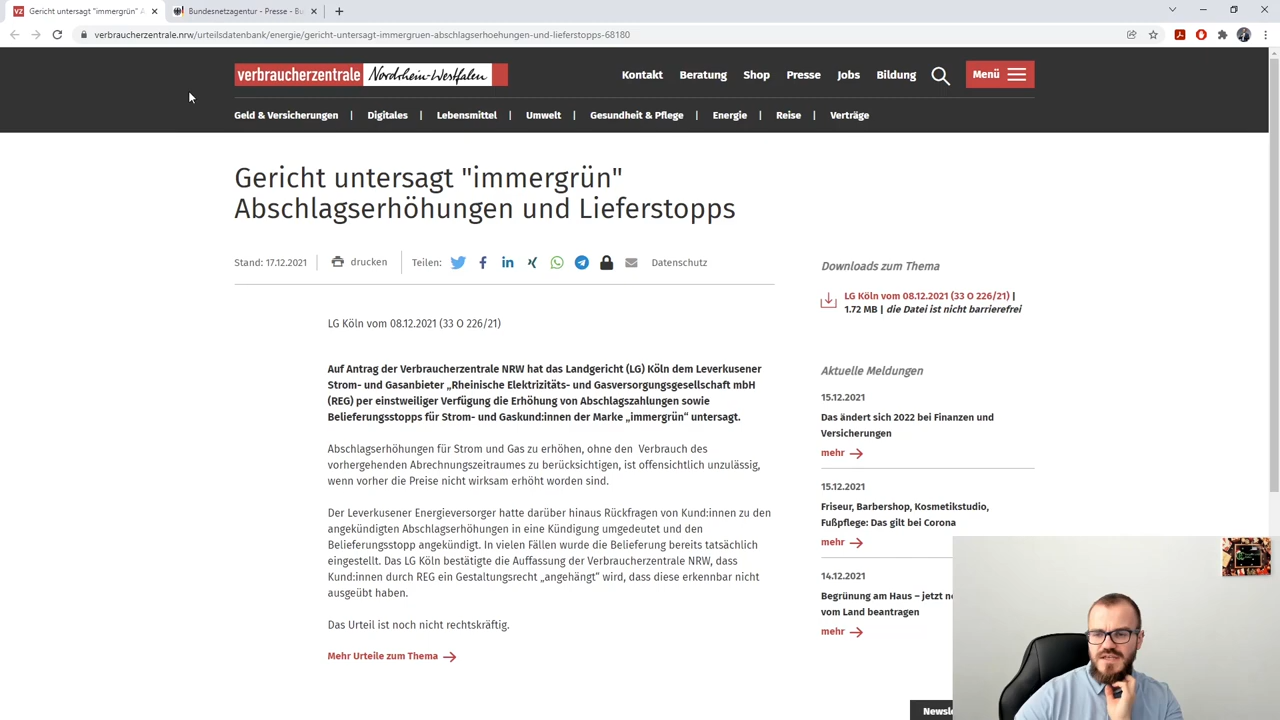 Gericht untersagt "immergrün" A
Bundesnetzagentur - Presse - Bu
verbraucherzentrale.nrw/urteilsdatenbank/energie/gericht-untersagt-immergruen-abschlagserhoehungen-und-lieferstopps-68180
verbraucherzentrale Nordrhein-Westfalen
Kontakt Beratung Shop Presse Jobs Bildung Menü
Geld & Versicherungen | Digitales | Lebensmittel | Umwelt | Gesundheit & Pflege | Energie | Reise | Verträge
Gericht untersagt "immergrün"
Abschlagserhöhungen und Lieferstopps
Stand: 17.12.2021 drucken Teilen: Datenschutz
LG Köln vom 08.12.2021 (33 O 226/21)
Auf Antrag der Verbraucherzentrale NRW hat das Landgericht (LG) Köln dem Leverkusener
Strom- und Gasanbieter „Rheinische Elektrizitäts- und Gasversorgungsgesellschaft mbH
(REG) per einstweiliger Verfügung die Erhöhung von Abschlagszahlungen sowie
Belieferungsstopps für Strom- und Gaskund:innen der Marke „immergrün“ untersagt.
Abschlagserhöhungen für Strom und Gas zu erhöhen, ohne den Verbrauch des
vorhergehenden Abrechnungszeitraumes zu berücksichtigen, ist offensichtlich unzulässig,
wenn vorher die Preise nicht wirksam erhöht worden sind.
Der Leverkusener Energieversorger hatte darüber hinaus Rückfragen von Kund:innen zu den
angekündigten Abschlagserhöhungen in eine Kündigung umgedeutet und den
Belieferungsstopp angekündigt. In vielen Fällen wurde die Belieferung bereits tatsächlich
eingestellt. Das LG Köln bestätigte die Auffassung der Verbraucherzentrale NRW, dass
Kund:innen durch REG ein Gestaltungsrecht „angehängt“ wird, dass diese erkennbar nicht
ausgeübt haben.
Das Urteil ist noch nicht rechtskräftig.
Mehr Urteile zum Thema
Downloads zum Thema
LG Köln vom 08.12.2021 (33 O 226/21) |
1.72 MB | die Datei ist nicht barrierefrei
Aktuelle Meldungen
15.12.2021
Das ändert sich 2022 bei Finanzen und
Versicherungen
mehr
15.12.2021
Friseur, Barbershop, Kosmetikstudio,
Fußpflege: Das gilt bei Corona
mehr
14.12.2021
Begrünung am Haus – jetzt
vom Land beantragen
mehr